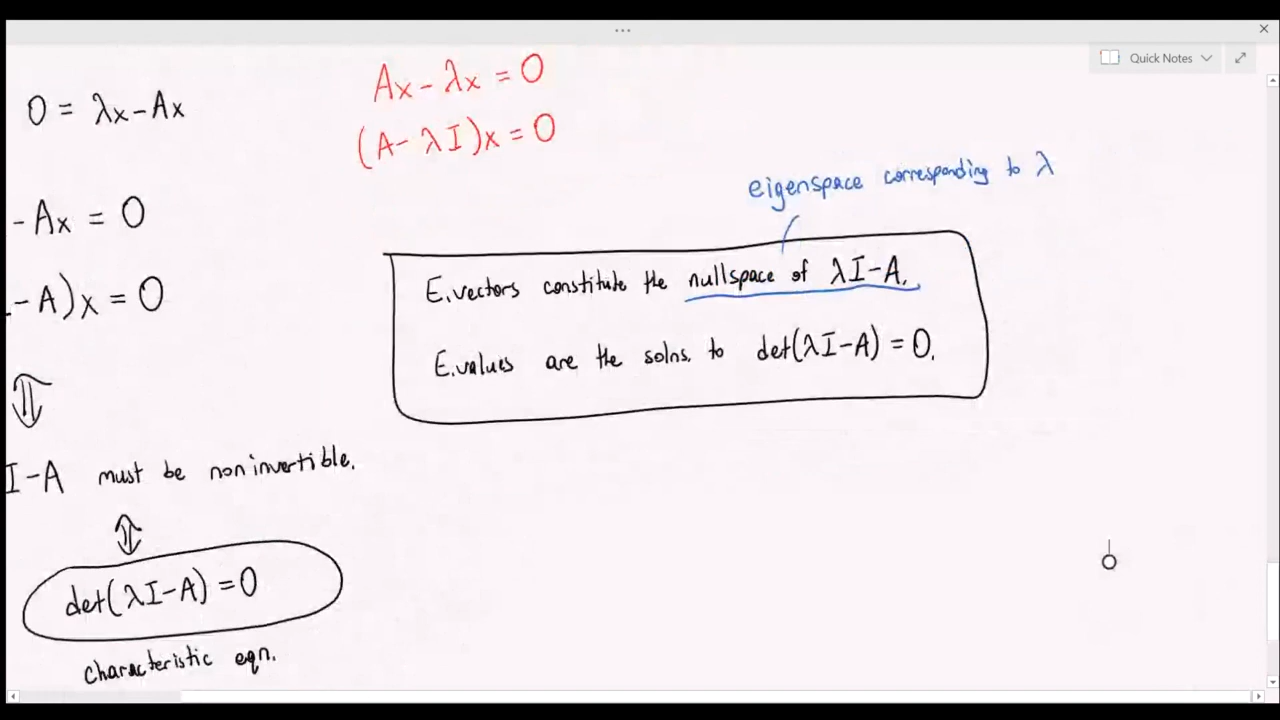 Quick Notes
0 = λx-Ax
-Ax = 0
-A)x = 0
I-A must be noninvertible.
det(λI-A) = 0
characteristic eqn.
Ax-λx = 0
(A-λI)x = 0
eigenspace corresponding to λ
E.vectors constitute the nullspace of λI-A.
E.values are the solns. to det(λI-A) = 0.